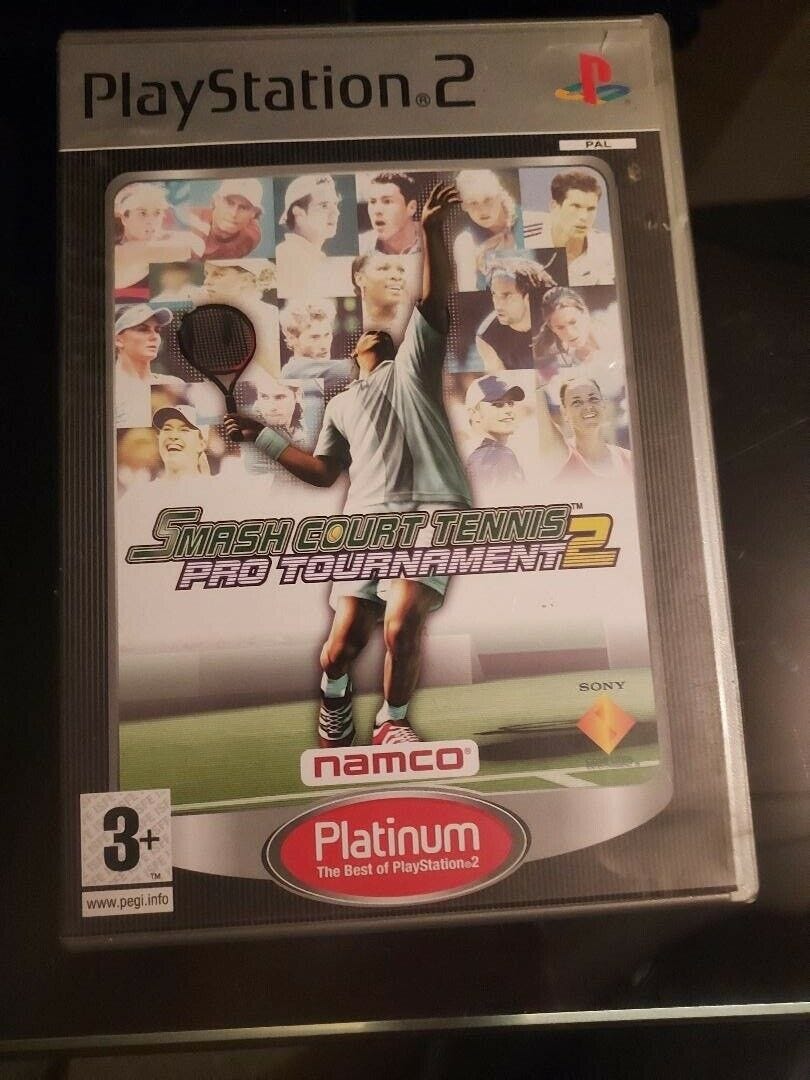 PlayStation®2
PAL
SMASH COURT TENNIS™
PRO TOURNAMENT 2
SONY
namco®
3+
™
www.pegi.info
Platinum
The Best of PlayStation®2